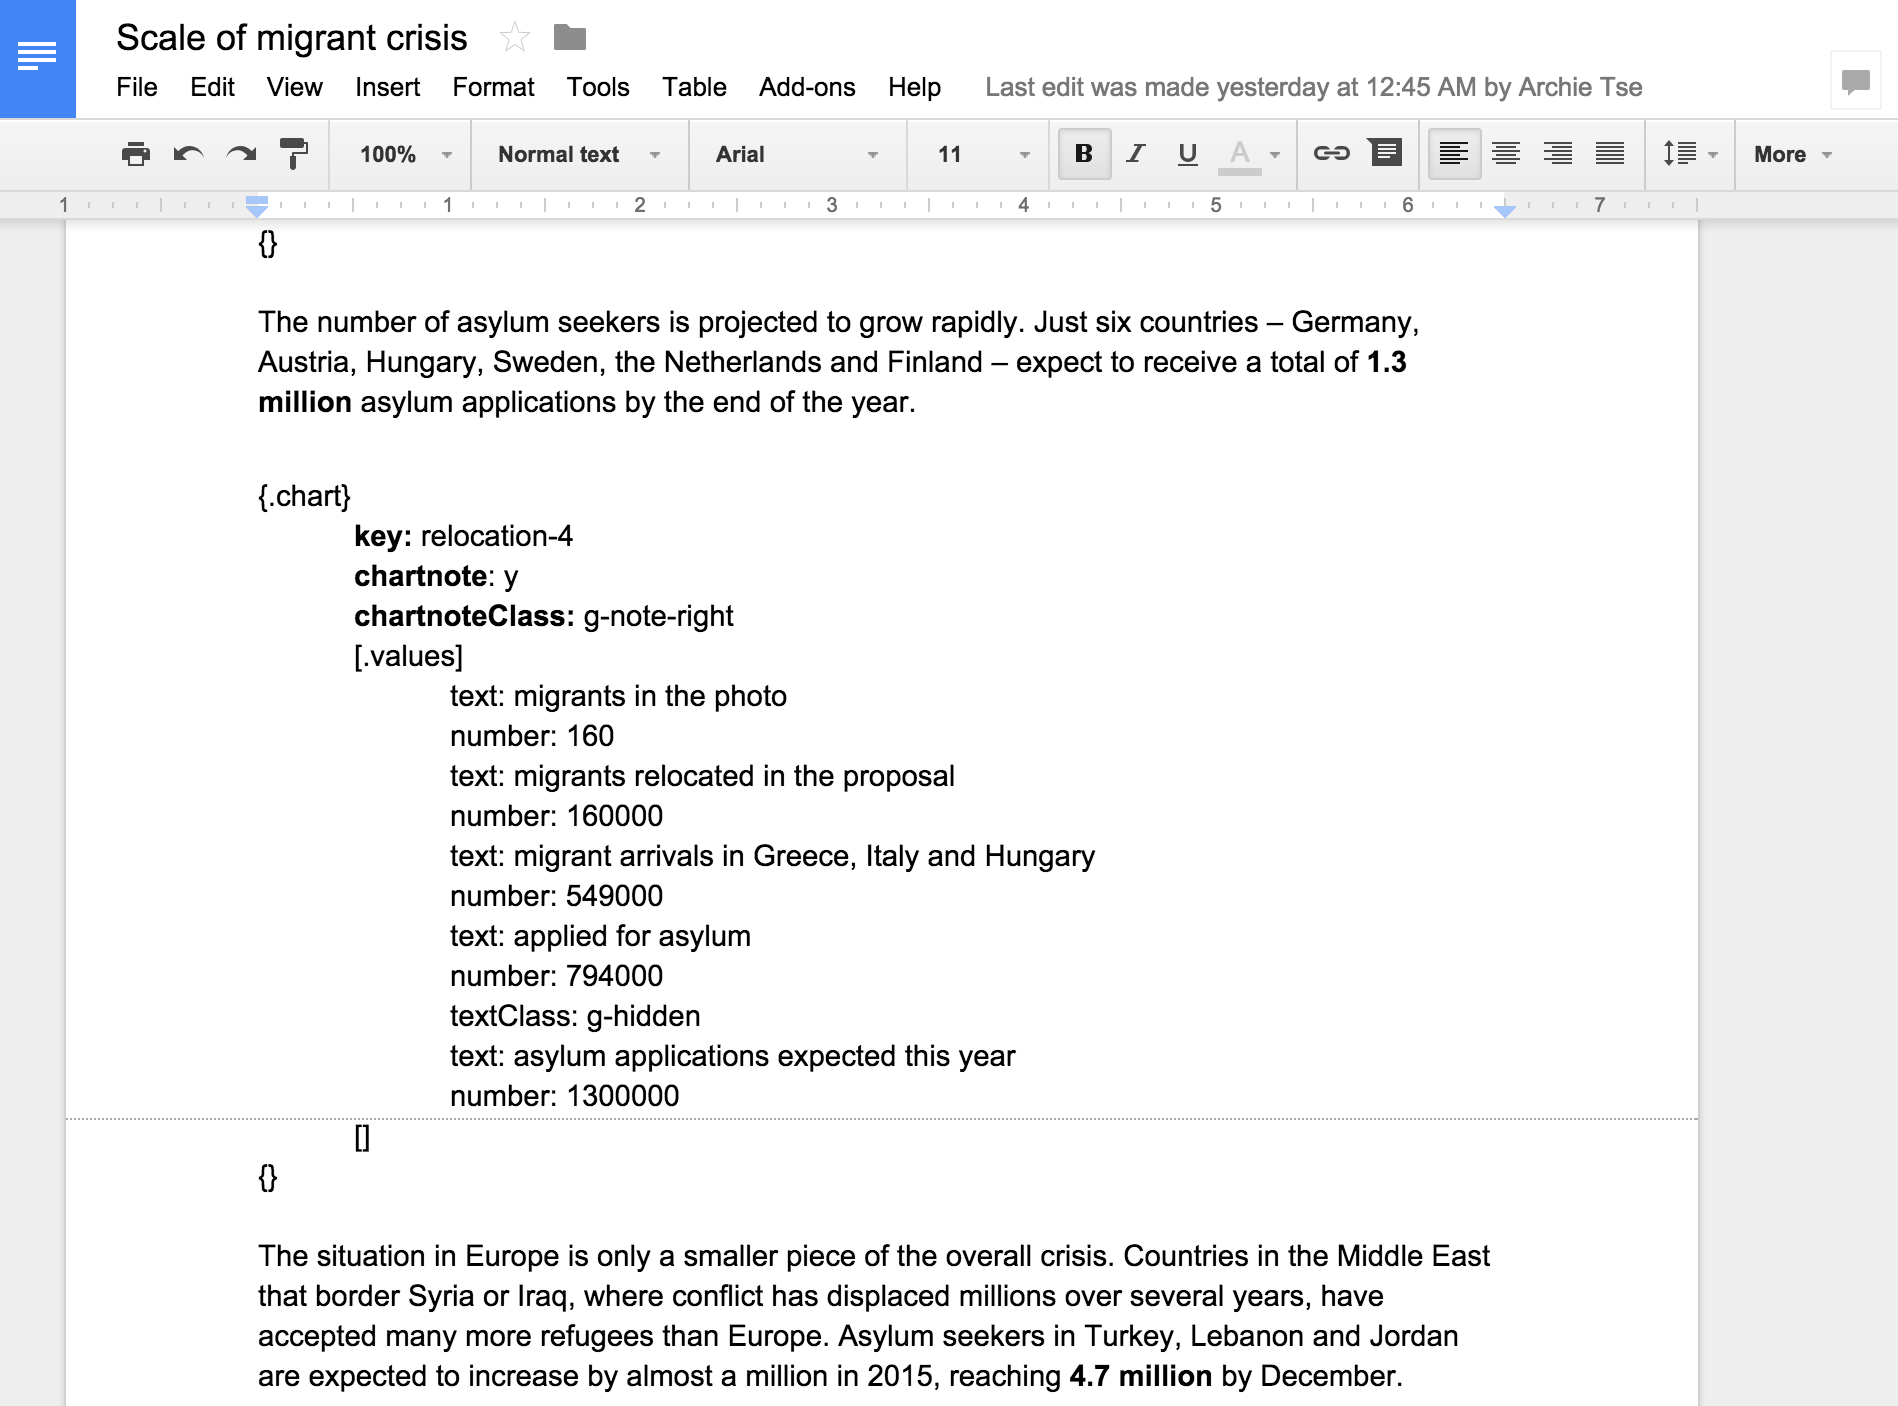 Scale of migrant crisis
File Edit View Insert Format Tools Table Add-ons Help Last edit was made yesterday at 12:45 AM by Archie Tse
100% Normal text Arial 11 B I U A More
1 1 2 3 4 5 6 7
{}
The number of asylum seekers is projected to grow rapidly. Just six countries – Germany,
Austria, Hungary, Sweden, the Netherlands and Finland – expect to receive a total of 1.3
million asylum applications by the end of the year.
{.chart}
key: relocation-4
chartnote: y
chartnoteClass: g-note-right
[.values]
text: migrants in the photo
number: 160
text: migrants relocated in the proposal
number: 160000
text: migrant arrivals in Greece, Italy and Hungary
number: 549000
text: applied for asylum
number: 794000
textClass: g-hidden
text: asylum applications expected this year
number: 1300000
[]
{}
The situation in Europe is only a smaller piece of the overall crisis. Countries in the Middle East
that border Syria or Iraq, where conflict has displaced millions over several years, have
accepted many more refugees than Europe. Asylum seekers in Turkey, Lebanon and Jordan
are expected to increase by almost a million in 2015, reaching 4.7 million by December.